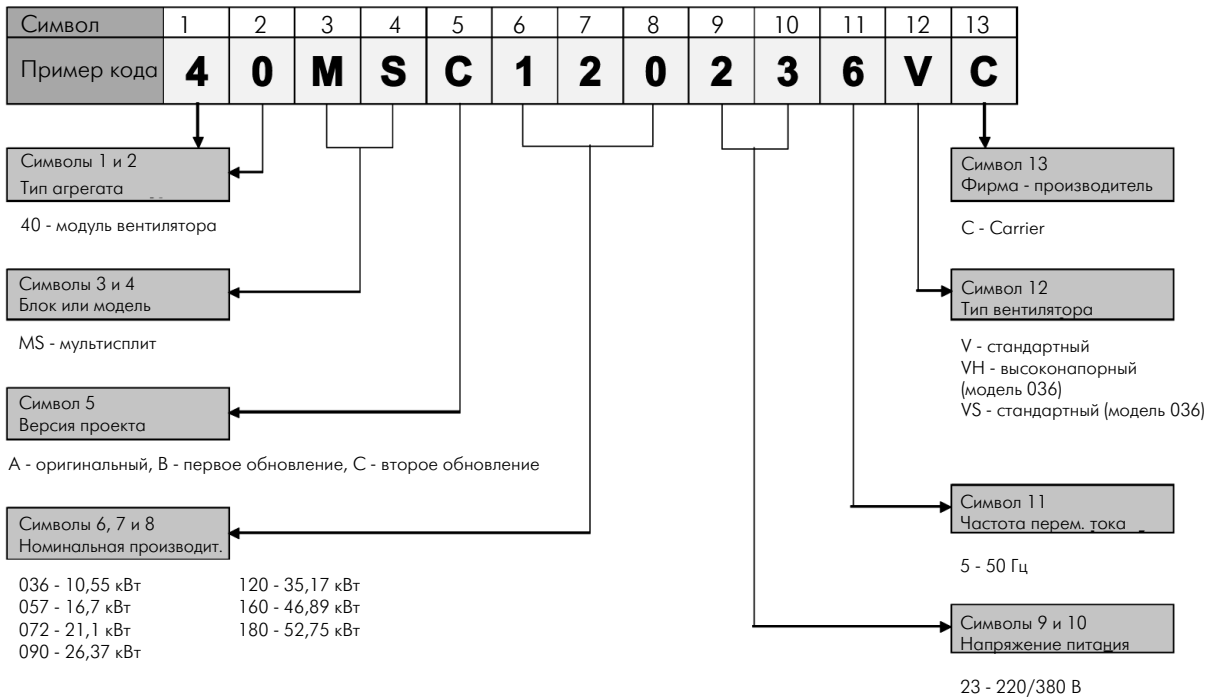 Символ 1 2 3 4 5 6 7 8 9 10 11 12 13
Пример кода 4 0 M S C 1 2 0 2 3 6 V C
Символы 1 и 2
Тип агрегата
40 - модуль вентилятора
Символы 3 и 4
Блок или модель
MS - мультисплит
Символ 5
Версия проекта
А - оригинальный, В - первое обновление, С - второе обновление
Символы 6, 7 и 8
Номинальная производит.
036 - 10,55 кВт
057 - 16,7 кВт
072 - 21,1 кВт
090 - 26,37 кВт
120 - 35,17 кВт
160 - 46,89 кВт
180 - 52,75 кВт
Символ 13
Фирма - производитель
C - Carrier
Символ 12
Тип вентилятора
V - стандартный
VH - высоконапорный
(модель 036)
VS - стандартный (модель 036)
Символ 11
Частота перем. тока
5 - 50 Гц
Символы 9 и 10
Напряжение питания
23 - 220/380 В